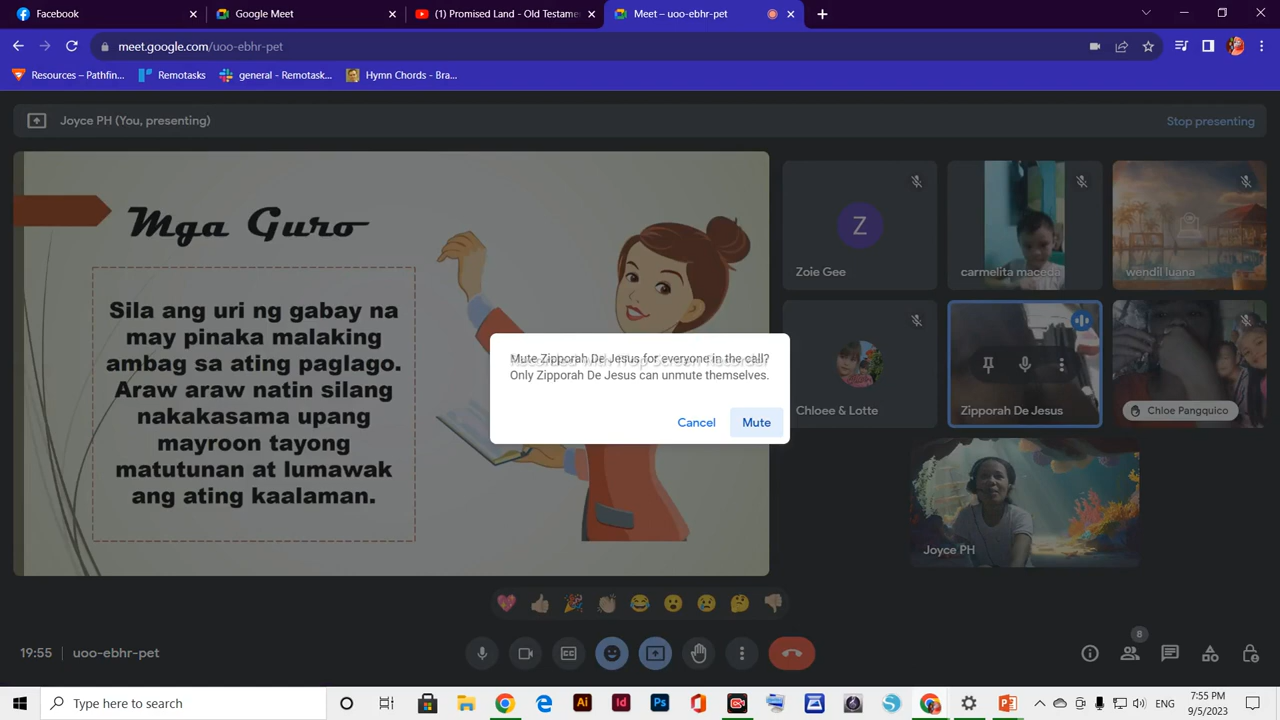 Facebook
Google Meet
(1) Promised Land - Old Testame
Meet – uoo-ebhr-pet
meet.google.com/uoo-ebhr-pet
Resources – Pathfin...
Remotasks
general - Remotask...
Hymn Chords - Bra...
Joyce PH (You, presenting)
Stop presenting
Mga Guro
Sila ang uri ng gabay na
may pinaka malaking
ambag sa ating paglago.
Araw araw natin silang
nakakasama upang
mayroon tayong
matutunan at lumawak
ang ating kaalaman.
Z
Zoie Gee
carmelita maceda
wendil luana
Chloee & Lotte
Zipporah De Jesus
Chloe Pangquico
Joyce PH
Mute Zipporah De Jesus for everyone in the call?
Only Zipporah De Jesus can unmute themselves.
Cancel
Mute
19:55
uoo-ebhr-pet
CC
8
Type here to search
Ai
Id
Ps
ENG
7:55 PM
9/5/2023